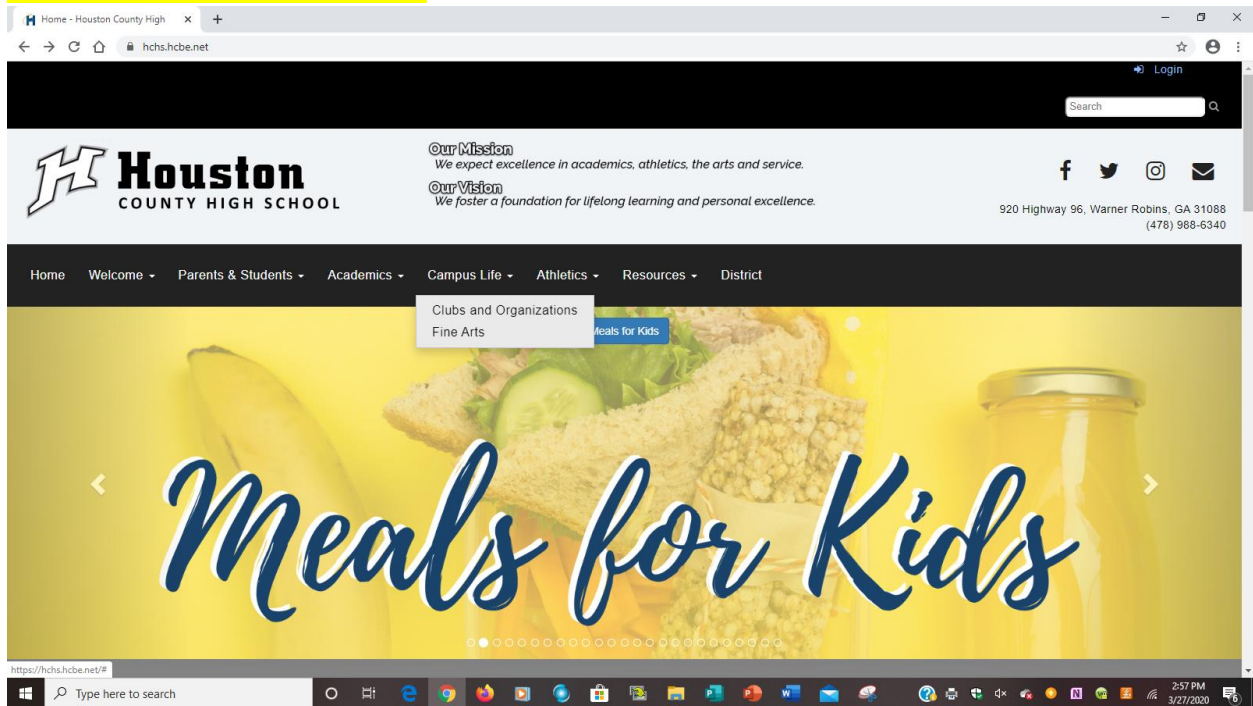 Home - Houston County High
hchs.hcbe.net
Login
Search
Houston
COUNTY HIGH SCHOOL
Our Mission
We expect excellence in academics, athletics, the arts and service.
Our Vision
We foster a foundation for lifelong learning and personal excellence.
920 Highway 96, Warner Robins, GA 31088
(478) 988-6340
Home Welcome Parents & Students Academics Campus Life Athletics Resources District
Clubs and Organizations
Fine Arts
Meals for Kids
Meals for Kids
https://hchs.hcbe.net/#
Type here to search
2:57 PM
3/27/2020